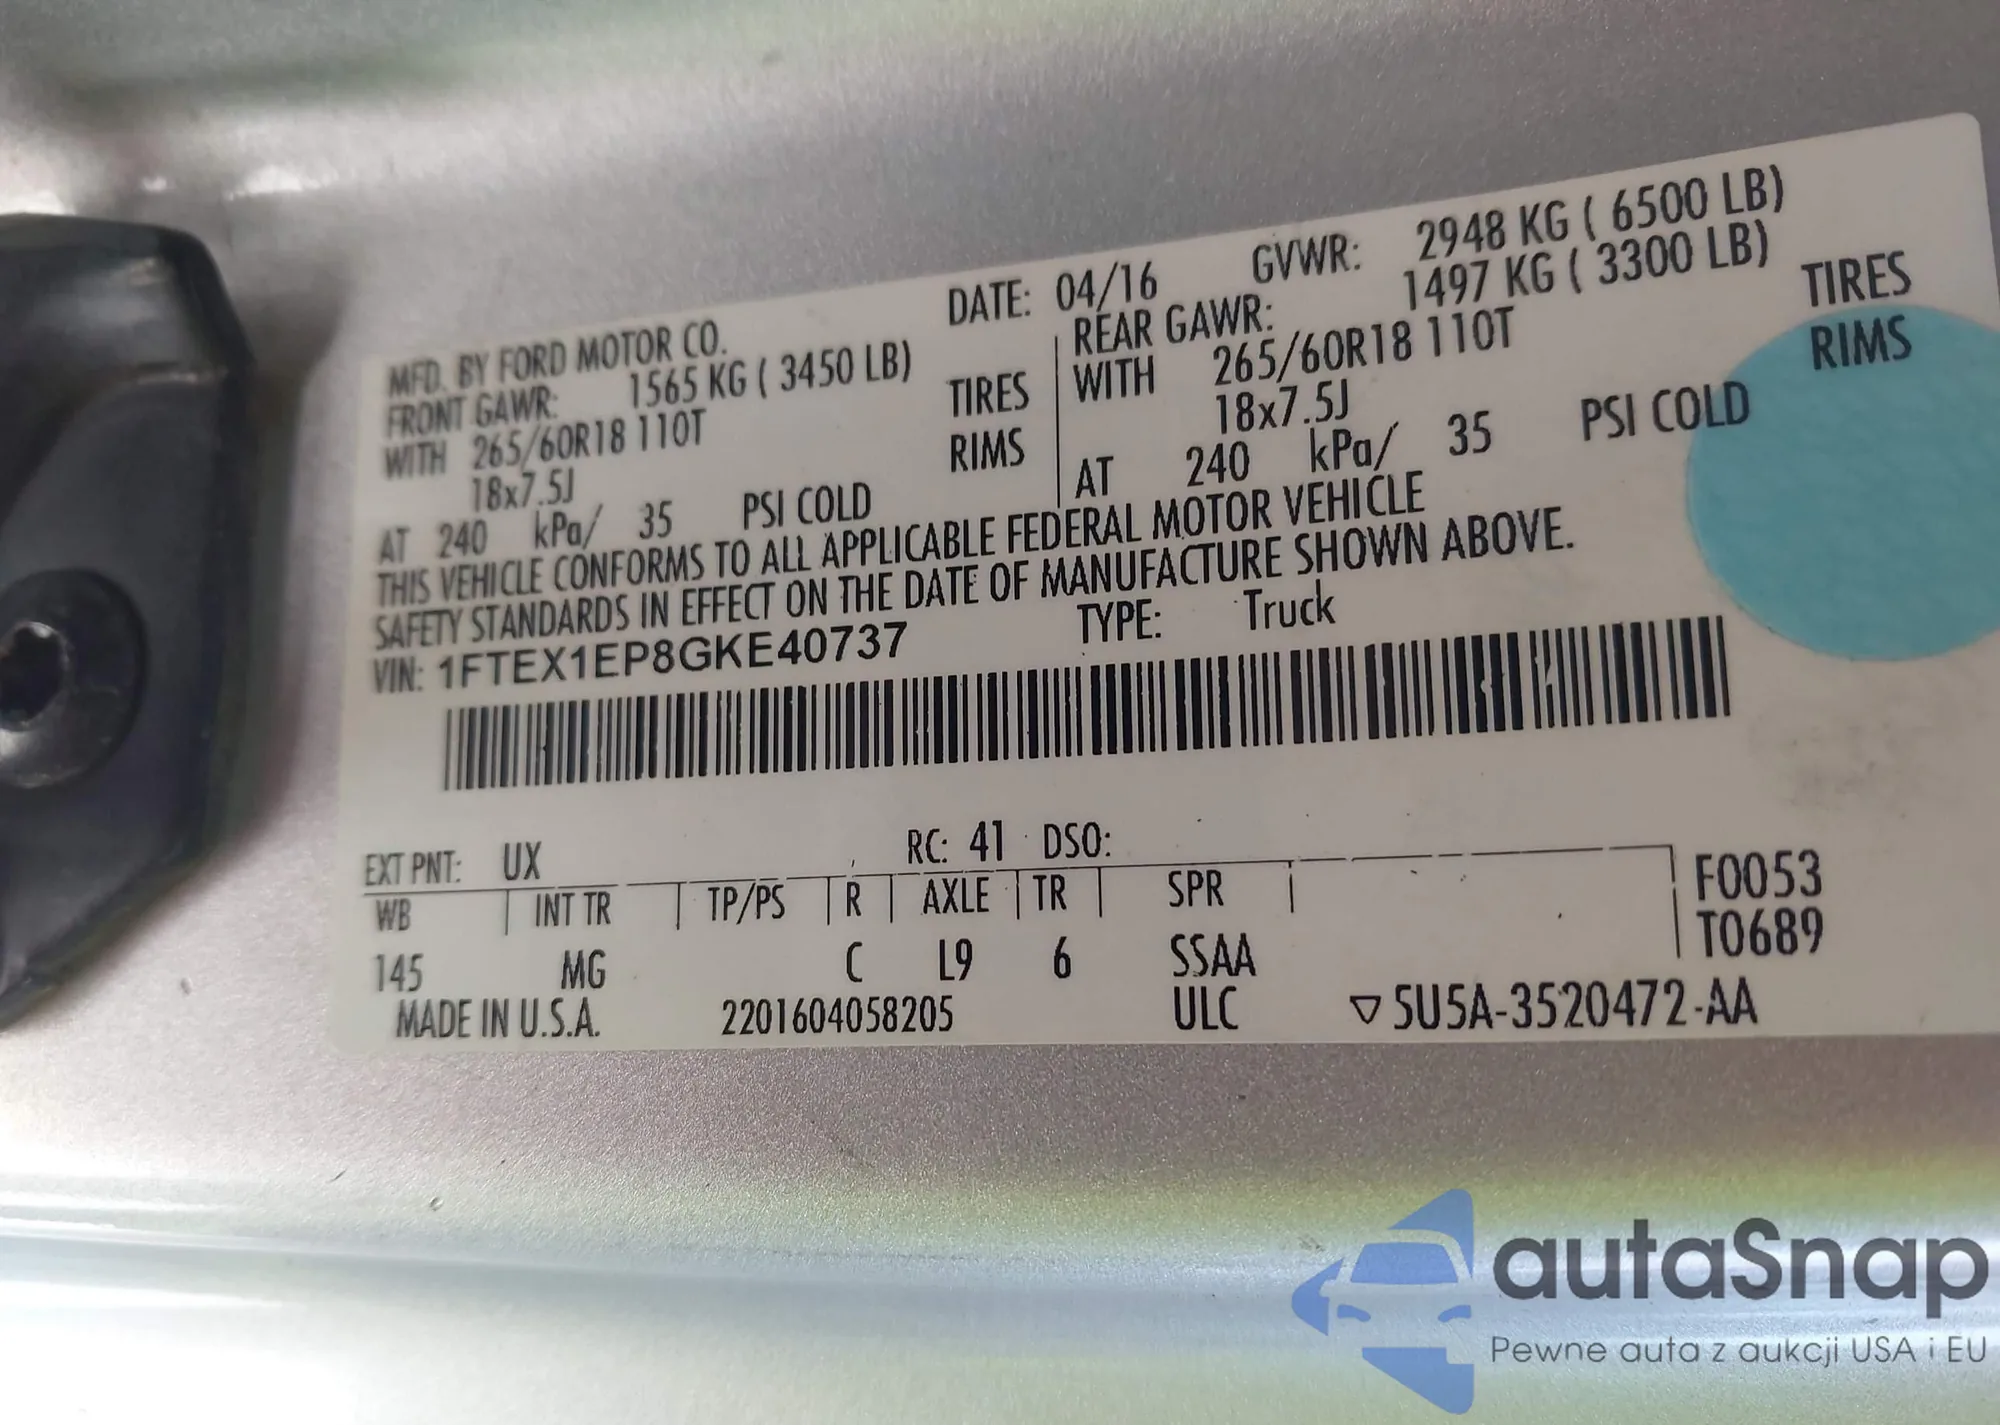 MFD. BY FORD MOTOR CO. DATE: 04/16 GVWR: 2948 KG ( 6500 LB)
FRONT GAWR: 1565 KG ( 3450 LB) REAR GAWR: 1497 KG ( 3300 LB)
WITH 265/60R18 110T TIRES WITH 265/60R18 110T TIRES
18x7.5J RIMS 18x7.5J RIMS
AT 240 kPa/ 35 PSI COLD AT 240 kPa/ 35 PSI COLD
THIS VEHICLE CONFORMS TO ALL APPLICABLE FEDERAL MOTOR VEHICLE
SAFETY STANDARDS IN EFFECT ON THE DATE OF MANUFACTURE SHOWN ABOVE.
VIN: 1FTEX1EP8GKE40737 TYPE: Truck
EXT PNT: UX RC: 41 DSO:
WB INT TR TP/PS R AXLE TR SPR F0053
145 MG C L9 6 SSAA T0689
MADE IN U.S.A. 2201604058205 ULC ▽5U5A-3520472-AA
autaSnap
Pewne auta z aukcji USA i EU